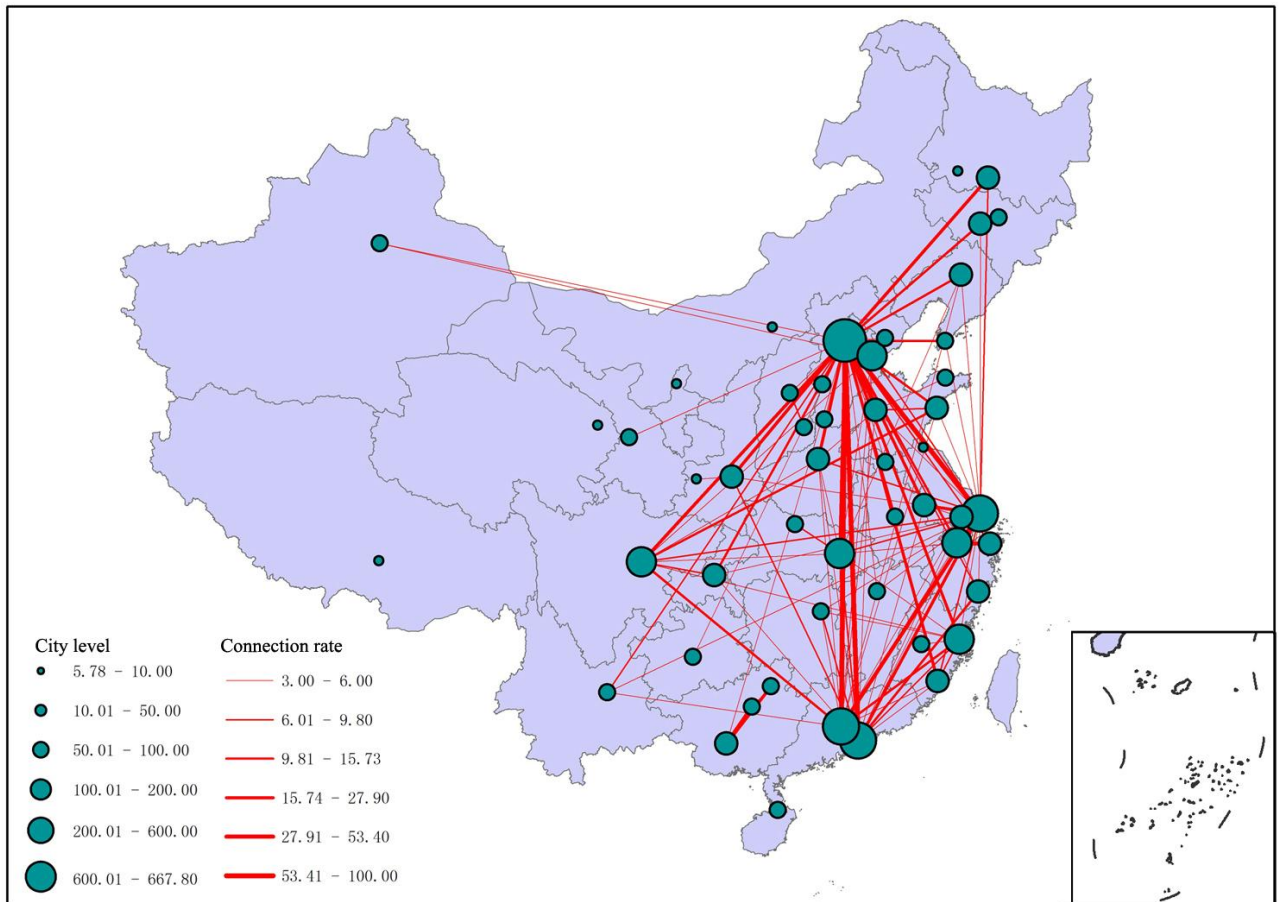 City level
5.78 - 10.00
10.01 - 50.00
50.01 - 100.00
100.01 - 200.00
200.01 - 600.00
600.01 - 667.80
Connection rate
3.00 - 6.00
6.01 - 9.80
9.81 - 15.73
15.74 - 27.90
27.91 - 53.40
53.41 - 100.00